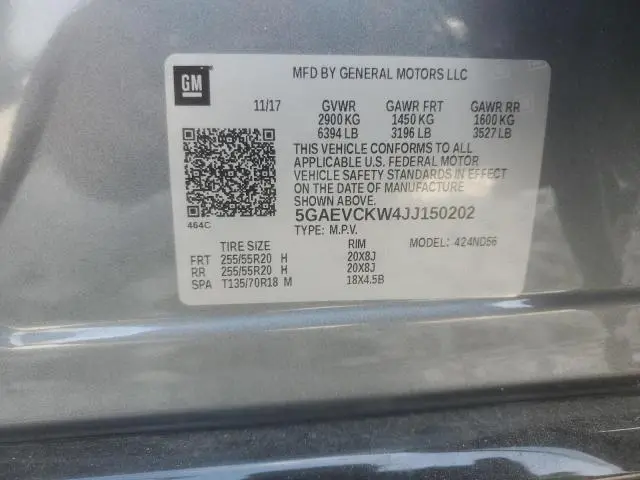 GM
MFD BY GENERAL MOTORS LLC
11/17 GVWR GAWR FRT GAWR RR
2900 KG 1450 KG 1600 KG
6394 LB 3196 LB 3527 LB
THIS VEHICLE CONFORMS TO ALL
APPLICABLE U.S. FEDERAL MOTOR
VEHICLE SAFETY STANDARDS IN EFFECT
ON THE DATE OF MANUFACTURE
SHOWN ABOVE.
464C
5GAEVCKW4JJ150202
TYPE: M.P.V. MODEL: 424ND56
TIRE SIZE RIM
FRT 255/55R20 H 20X8J
RR 255/55R20 H 20X8J
SPA T135/70R18 M 18X4.5B